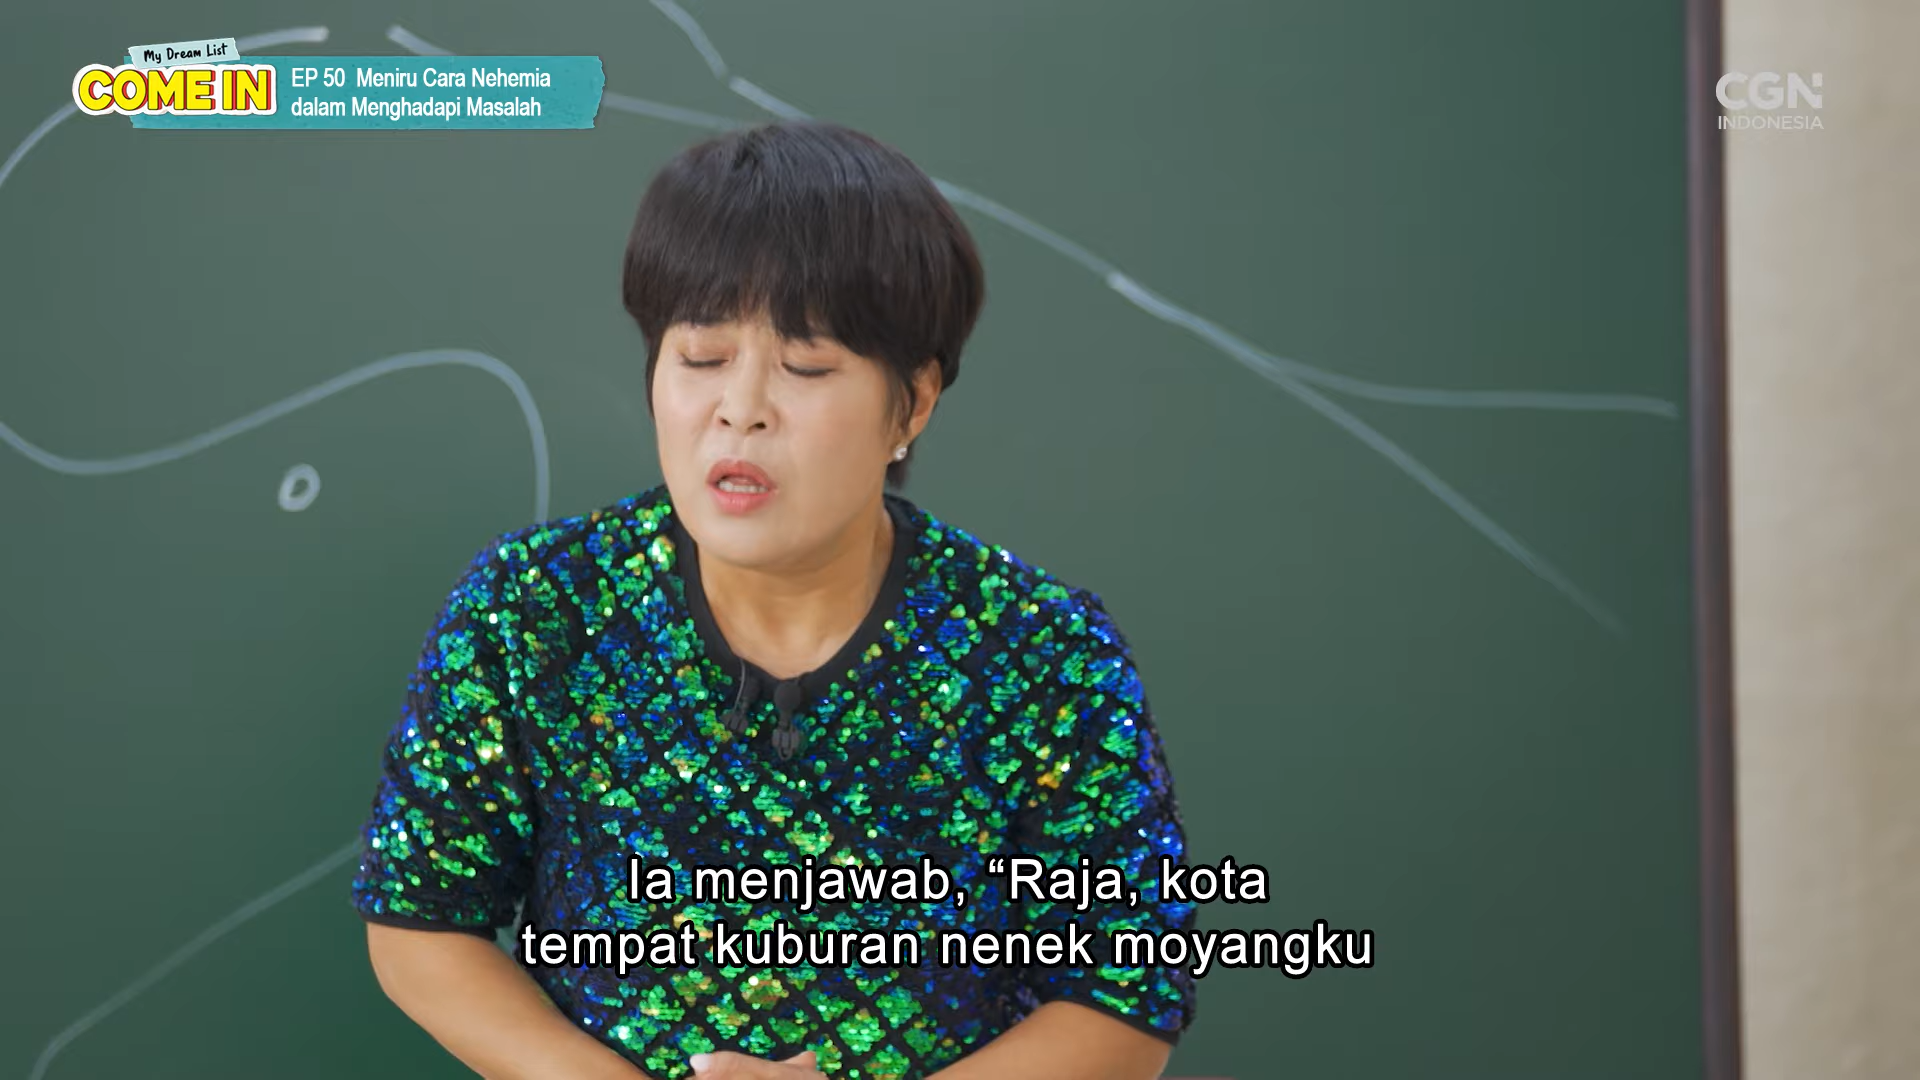 My Dream List
COME IN
EP 50 Meniru Cara Nehemia
dalam Menghadapi Masalah
CGN
INDONESIA
Ia menjawab, “Raja, kota
tempat kuburan nenek moyangku